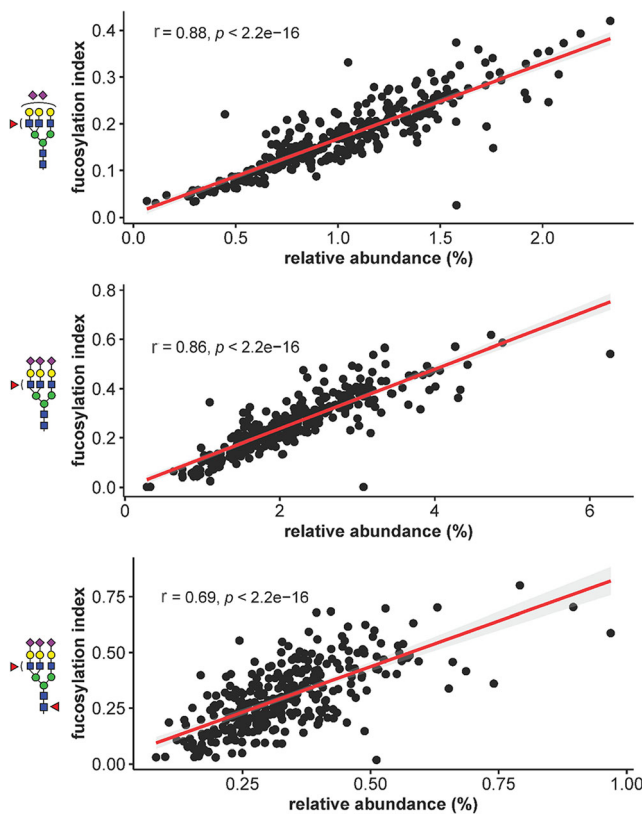 r = 0.88, p < 2.2e−16
fucosylation index
0.4
0.3
0.2
0.1
0.0
0.0 0.5 1.0 1.5 2.0
relative abundance (%)
r = 0.86, p < 2.2e−16
fucosylation index
0.8
0.6
0.4
0.2
0.0
0 2 4 6
relative abundance (%)
r = 0.69, p < 2.2e−16
fucosylation index
0.75
0.50
0.25
0.00
0.25 0.50 0.75 1.00
relative abundance (%)